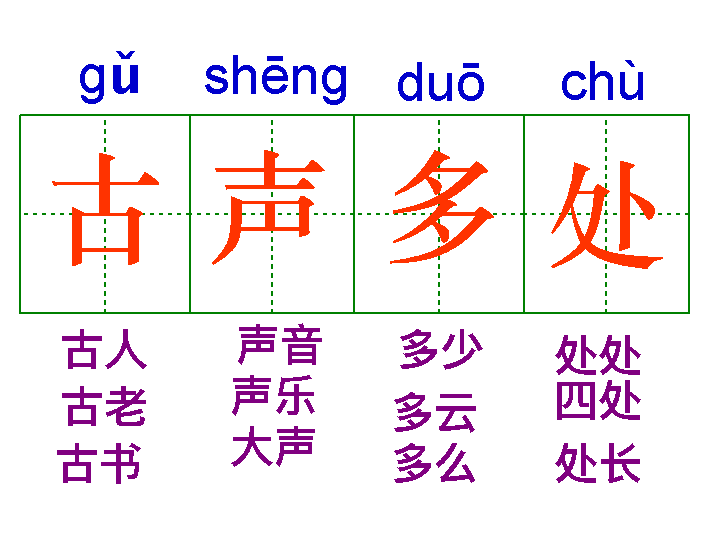 gǔ shēng duō chù
古 声 多 处
古人 声音 多少 处处
古老 声乐 多云 四处
古书 大声 多么 处长